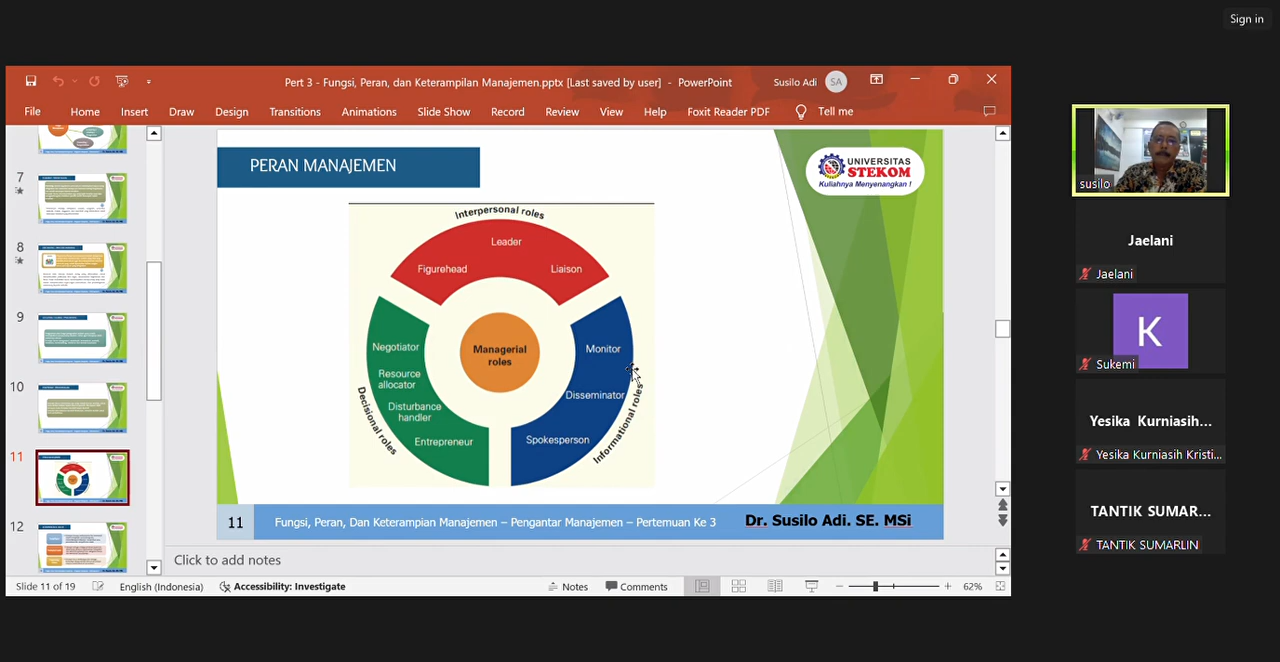 Sign in
Pert 3 - Fungsi, Peran, dan Keterampilan Manajemen.pptx [Last saved by user] - PowerPoint
Susilo Adi
SA
File Home Insert Draw Design Transitions Animations Slide Show Record Review View Help Foxit Reader PDF Tell me
7
8
9
10
11
12
PERAN MANAJEMEN
UNIVERSITAS
STEKOM
Kuliahnya Menyenangkan !
Interpersonal roles
Leader
Figurehead
Liaison
Negotiator
Resource
allocator
Disturbance
handler
Entrepreneur
Decisional roles
Managerial
roles
Monitor
Disseminator
Spokesperson
Informational roles
11
Fungsi, Peran, Dan Keterampian Manajemen – Pengantar Manajemen – Pertemuan Ke 3
Dr. Susilo Adi. SE. MSi
Click to add notes
Slide 11 of 19
English (Indonesia)
Accessibility: Investigate
Notes
Comments
62%
susilo
Jaelani
Jaelani
K
Sukemi
Yesika Kurniasih...
Yesika Kurniasih Kristi...
TANTIK SUMAR...
TANTIK SUMARLIN